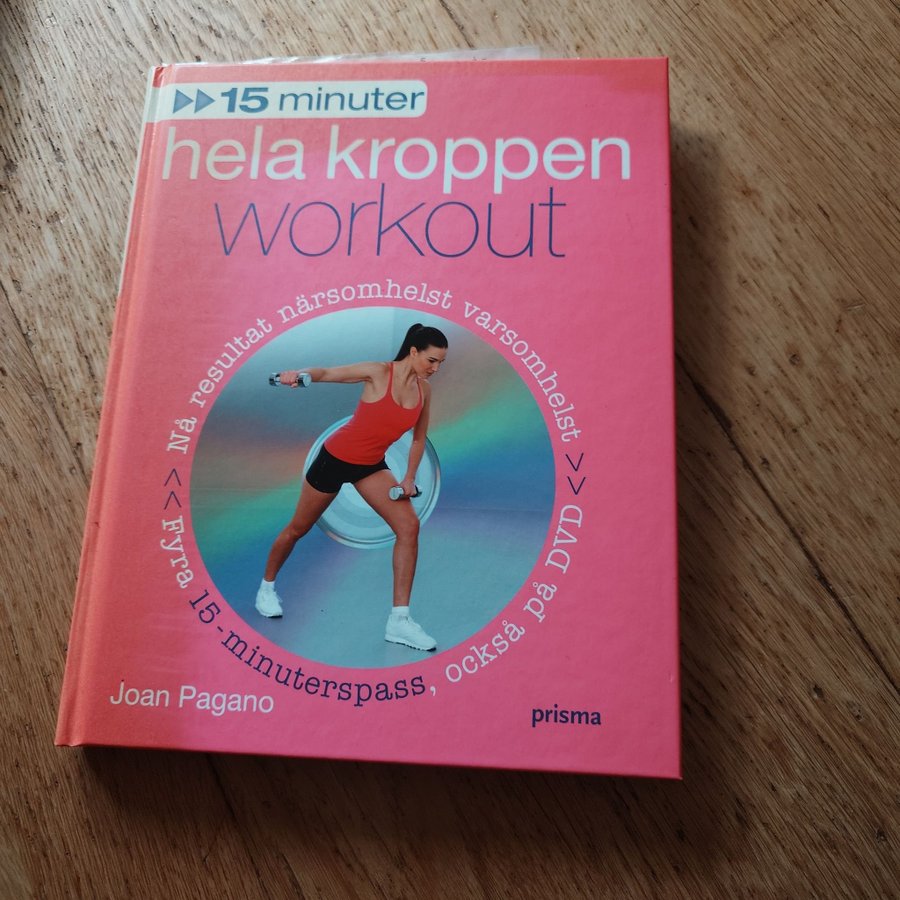 15 minuter
hela kroppen
workout
>> Nå resultat närsomhelst varsomhelst >>
Fyra 15-minuterspass, också på DVD
Joan Pagano
prisma